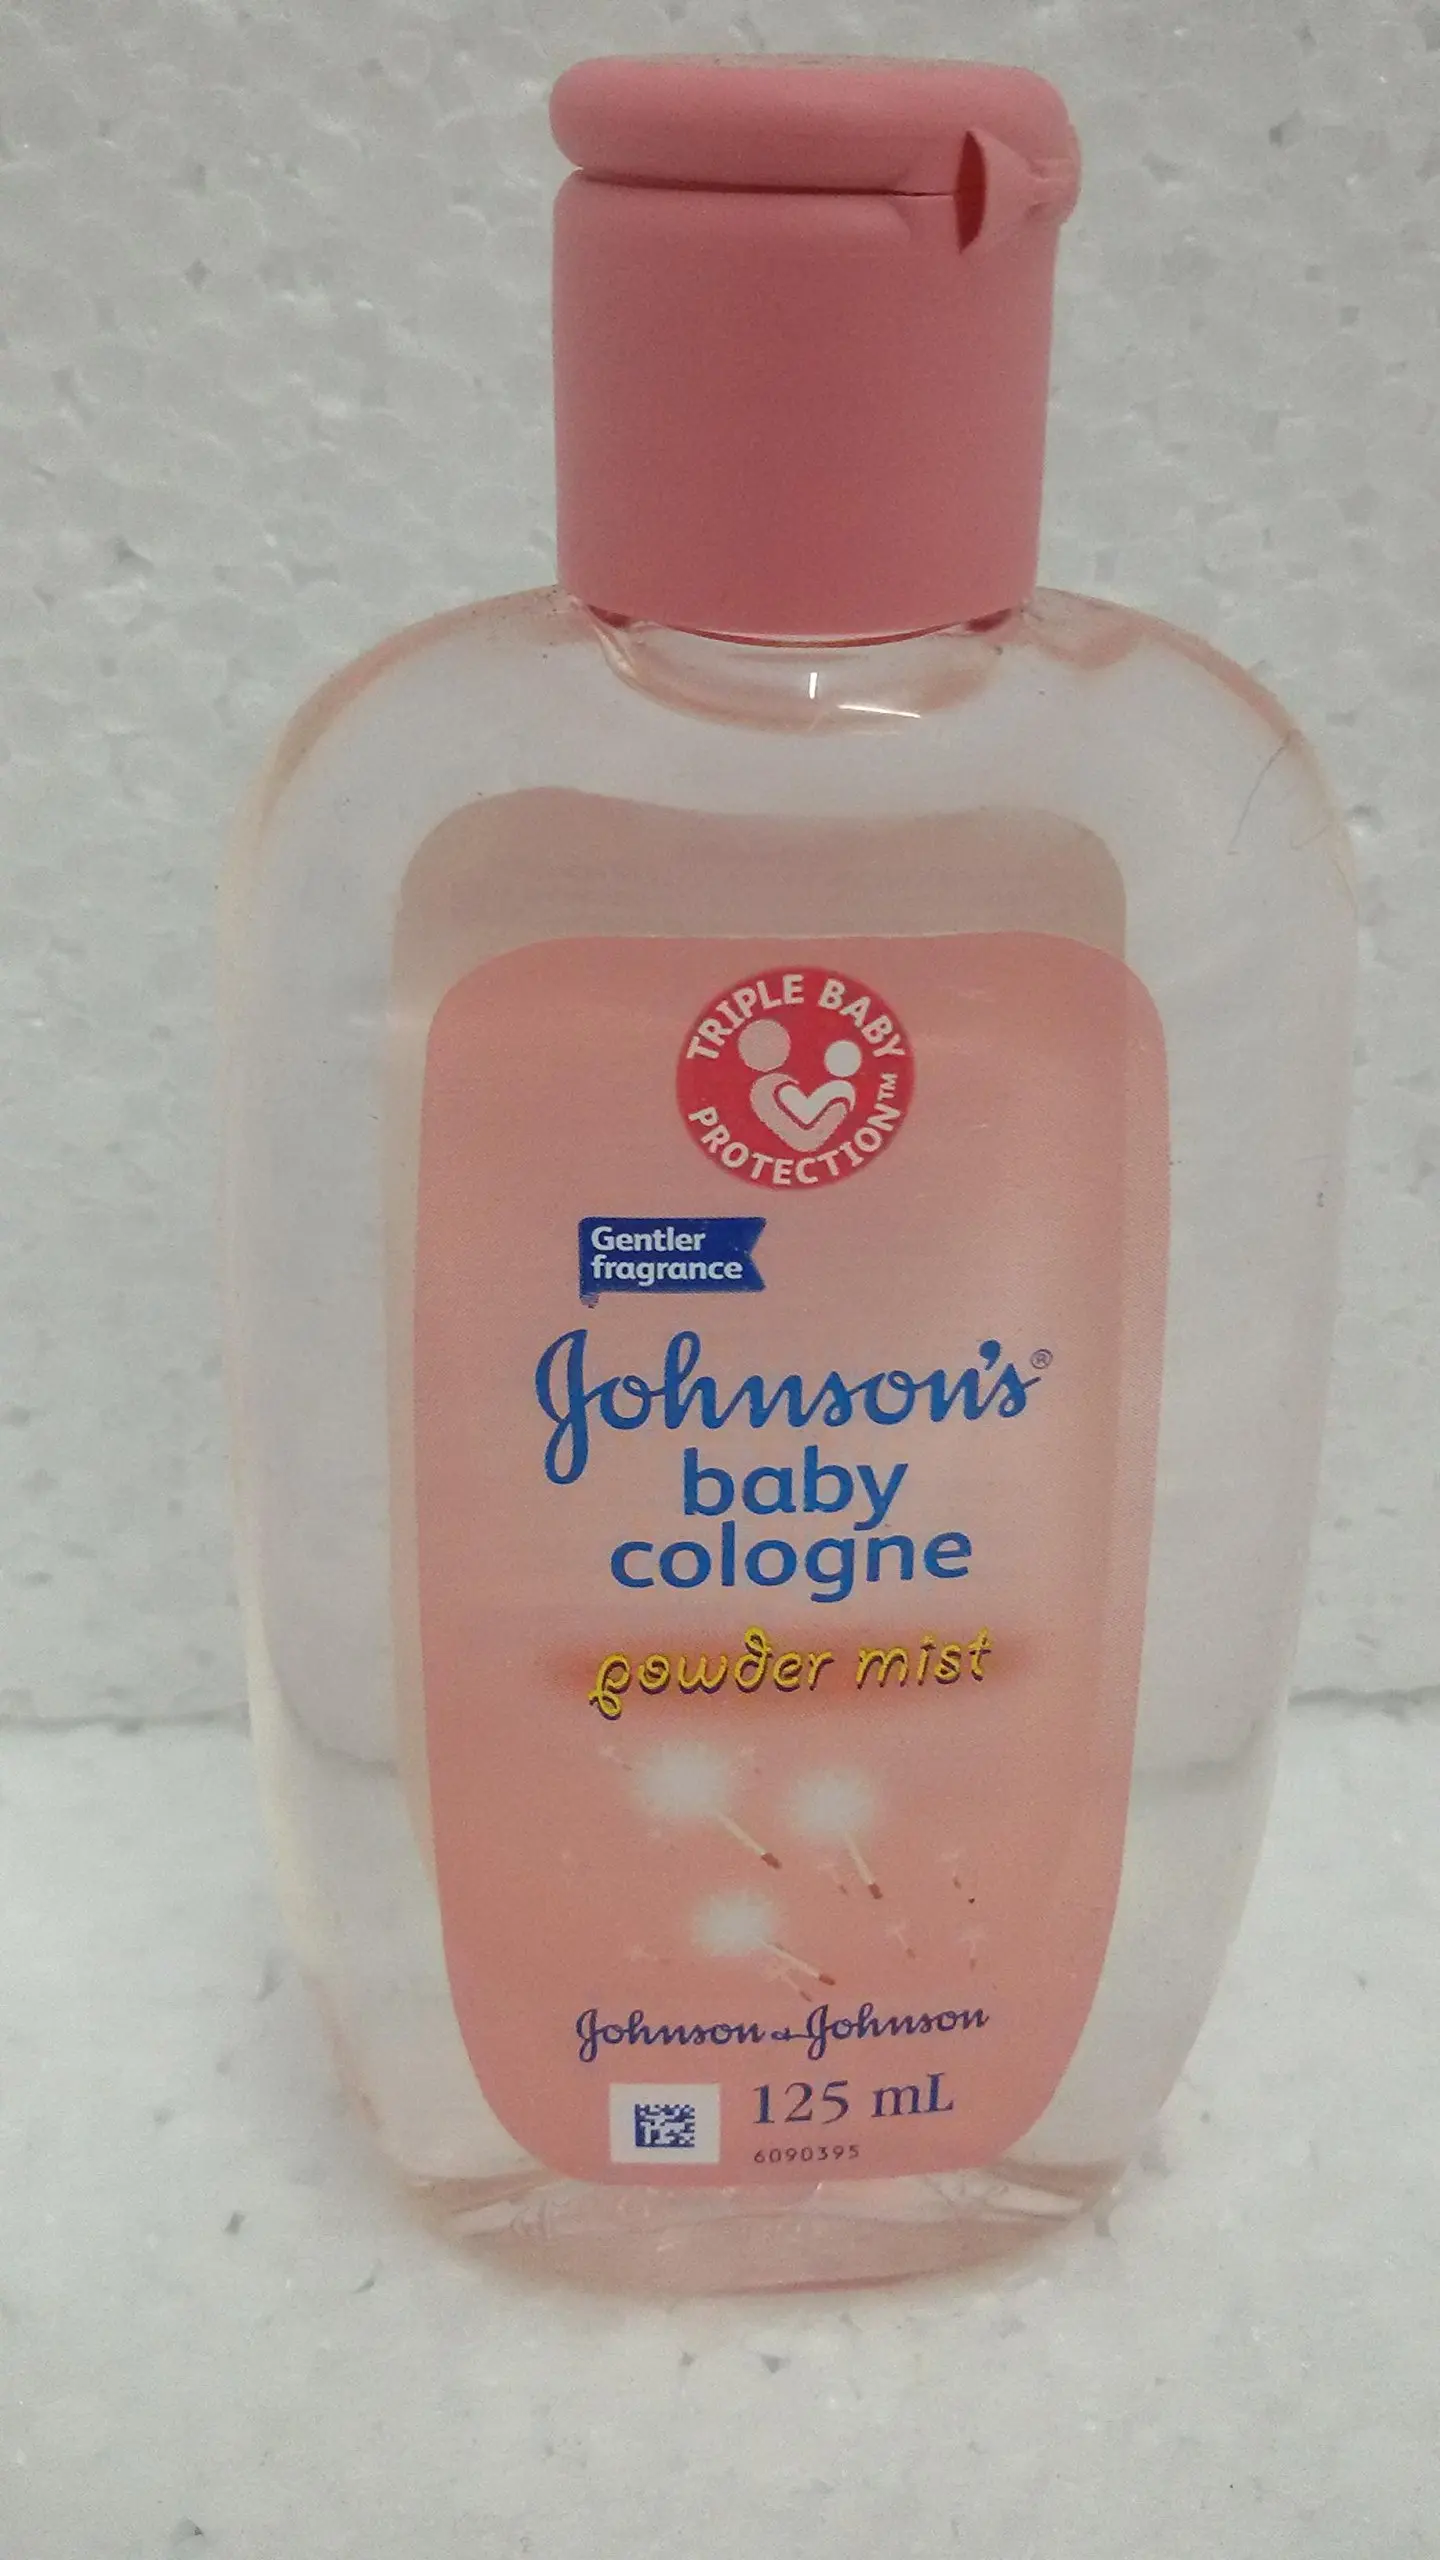 TRIPLE BABY
PROTECTION™
Gentler
fragrance
Johnson's®
baby
cologne
powder mist
Johnson & Johnson
125 mL
6090395